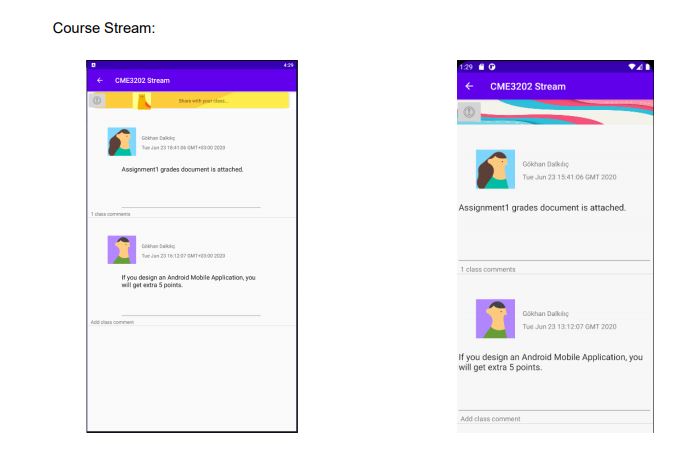 Course Stream:
4:29
CME3202 Stream
Share with your class...
Gökhan Dalkılıç
Tue Jun 23 18:41:06 GMT+03:00 2020
Assignment1 grades document is attached.
1 class comments
Gökhan Dalkılıç
Tue Jun 23 16:12:07 GMT+03:00 2020
If you design an Android Mobile Application, you
will get extra 5 points.
Add class comment
1:29
CME3202 Stream
Gökhan Dalkılıç
Tue Jun 23 15:41:06 GMT 2020
Assignment1 grades document is attached.
1 class comments
Gökhan Dalkılıç
Tue Jun 23 13:12:07 GMT 2020
If you design an Android Mobile Application, you
will get extra 5 points.
Add class comment